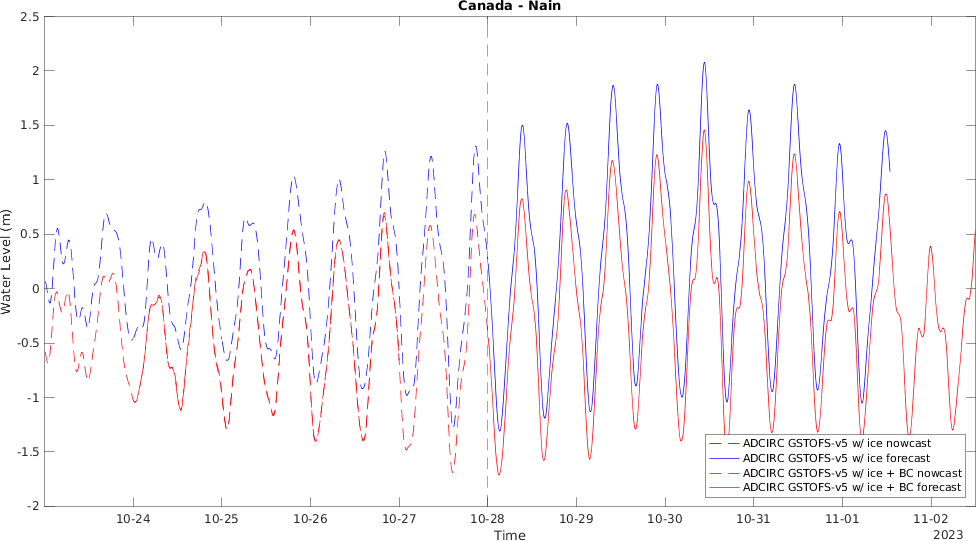 Canada - Nain
2.5
2
1.5
1
0.5
0
-0.5
-1
-1.5
-2
Water Level (m)
ADCIRC GSTOFS-v5 w/ ice nowcast
ADCIRC GSTOFS-v5 w/ ice forecast
ADCIRC GSTOFS-v5 w/ ice + BC nowcast
ADCIRC GSTOFS-v5 w/ ice + BC forecast
10-24 10-25 10-26 10-27 10-28 10-29 10-30 10-31 11-01 11-02
Time
2023